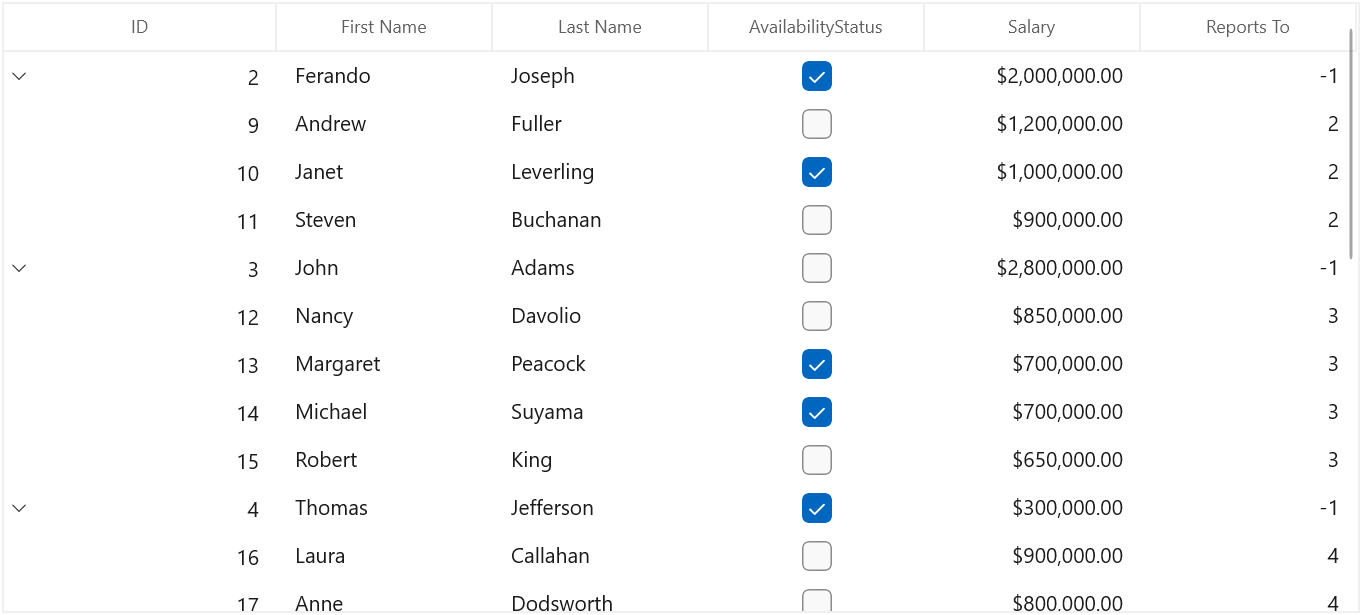 ID First Name Last Name AvailabilityStatus Salary Reports To
2 Ferando Joseph $2,000,000.00 -1
9 Andrew Fuller $1,200,000.00 2
10 Janet Leverling $1,000,000.00 2
11 Steven Buchanan $900,000.00 2
3 John Adams $2,800,000.00 -1
12 Nancy Davolio $850,000.00 3
13 Margaret Peacock $700,000.00 3
14 Michael Suyama $700,000.00 3
15 Robert King $650,000.00 3
4 Thomas Jefferson $300,000.00 -1
16 Laura Callahan $900,000.00 4
17 Anne Dodsworth $800,000.00 4